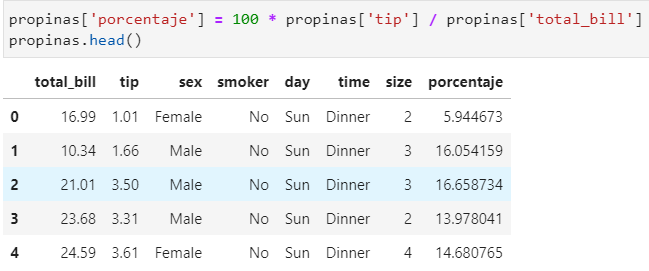 propinas['porcentaje'] = 100 * propinas['tip'] / propinas['total_bill']
propinas.head()
total_bill tip sex smoker day time size porcentaje
0 16.99 1.01 Female No Sun Dinner 2 5.944673
1 10.34 1.66 Male No Sun Dinner 3 16.054159
2 21.01 3.50 Male No Sun Dinner 3 16.658734
3 23.68 3.31 Male No Sun Dinner 2 13.978041
4 24.59 3.61 Female No Sun Dinner 4 14.680765